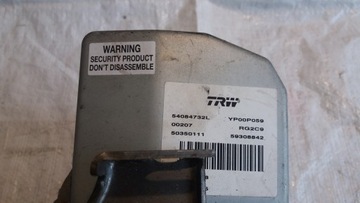 WARNING
SECURITY PRODUCT
DON'T DISASSEMBLE
TRW
54084732L YP00P059
00207 RG2C9
50350111 59308842